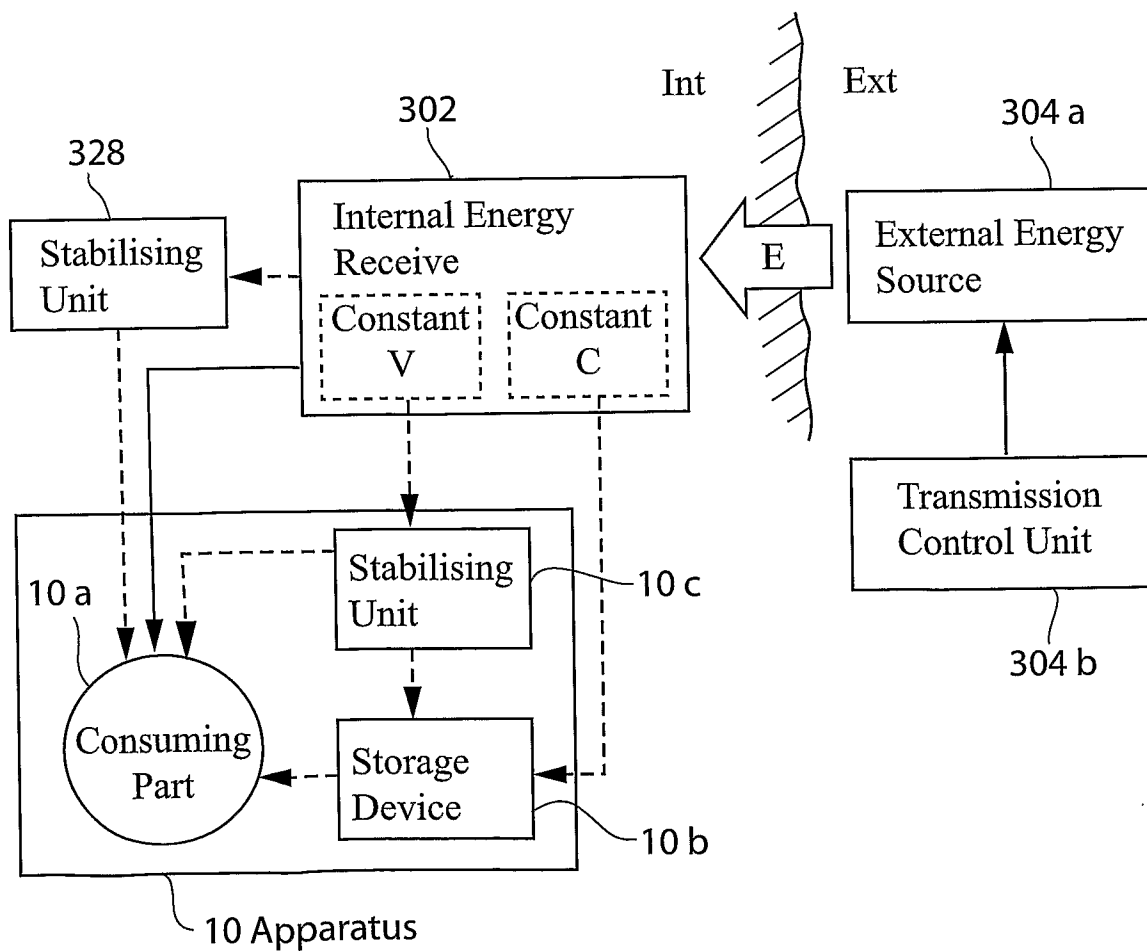 Int
Ext
302
304 a
328
Internal Energy
Receive
Stabilising
Unit
E
External Energy
Source
Constant
V
Constant
C
Transmission
Control Unit
10 a
Stabilising
Unit
10 c
304 b
Consuming
Part
Storage
Device
10 b
10 Apparatus